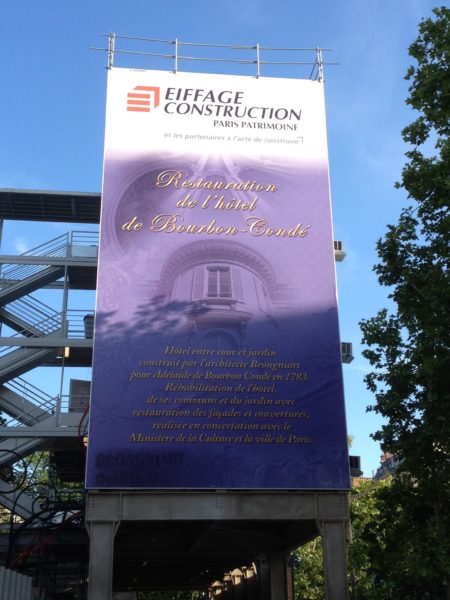 EIFFAGE
CONSTRUCTION
PARIS PATRIMOINE
et les partenaires à l'acte de construire
Restauration
de l'hôtel
de Bourbon-Condé
Hotel entre cour et jardin
construit par l'architecte Brongniart
pour Adelaïde de Bourbon Condé en 1783.
Réhabilitation de l'hôtel,
de ses communs et du jardin avec
restauration des façades et couvertures,
réalisée en concertation avec le
Ministère de la Culture et la ville de Paris.